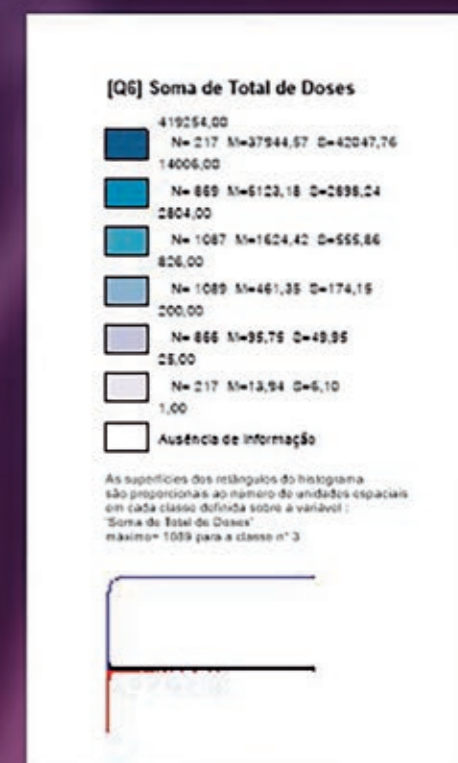 [Q6] Soma de Total de Doses
419254,00
N= 217 M=37944,57 S=42047,76
14006,00
N= 869 M=6123,18 S=2698,24
2804,00
N= 1087 M=1624,42 S=555,86
826,00
N= 1089 M=461,35 S=174,15
200,00
N= 866 M=95,75 S=49,95
25,00
N= 217 M=13,94 S=6,10
1,00
Ausência de Informação
As superfícies dos retângulos do histograma
são proporcionais ao número de unidades espaciais
em cada classe definida sobre a variável :
'Soma de Total de Doses'
máximo= 1089 para a classe n° 3